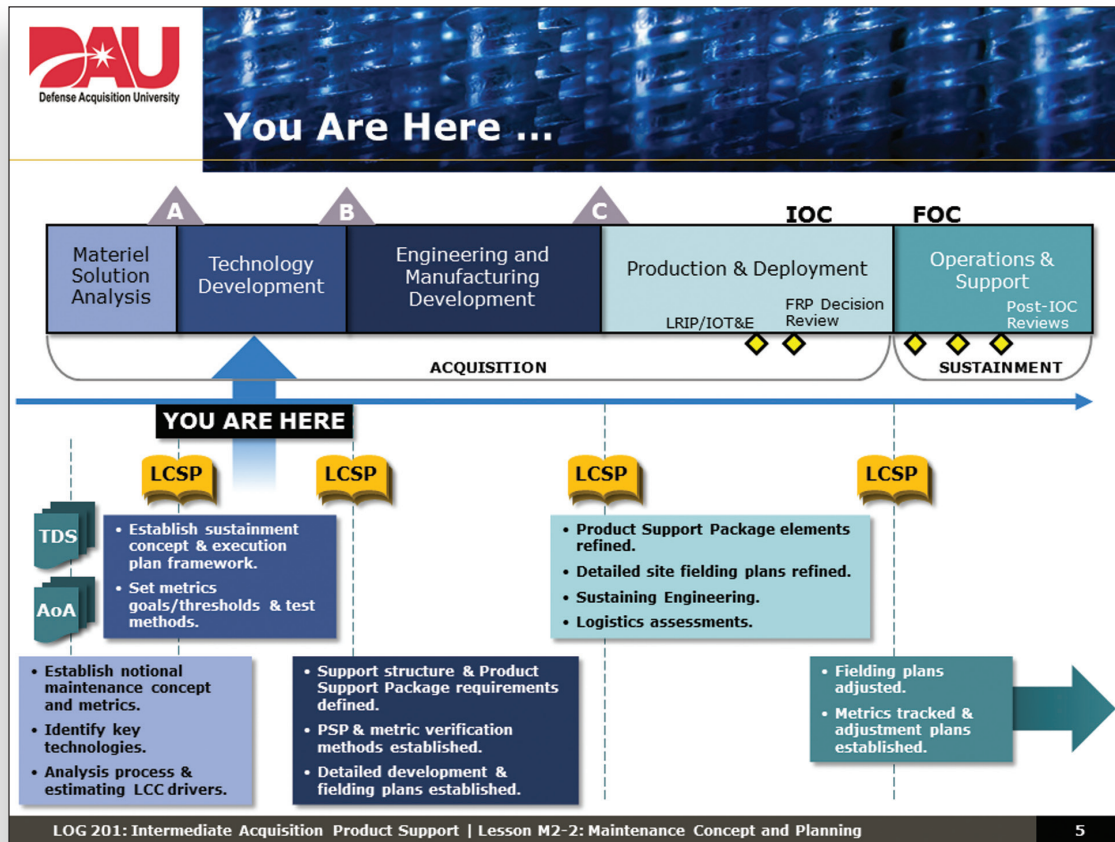 DAU
Defense Acquisition University
You Are Here ...
A
B
C
IOC
FOC
Materiel
Solution
Analysis
Technology
Development
Engineering and
Manufacturing
Development
Production & Deployment
LRIP/IOT&E
FRP Decision
Review
Operations &
Support
Post-IOC
Reviews
ACQUISITION
SUSTAINMENT
YOU ARE HERE
LCSP
LCSP
LCSP
LCSP
TDS
AoA
• Establish sustainment
concept & execution
plan framework.
• Set metrics
goals/thresholds & test
methods.
• Product Support Package elements
refined.
• Detailed site fielding plans refined.
• Sustaining Engineering.
• Logistics assessments.
• Establish notional
maintenance concept
and metrics.
• Identify key
technologies.
• Analysis process &
estimating LCC drivers.
• Support structure & Product
Support Package requirements
defined.
• PSP & metric verification
methods established.
• Detailed development &
fielding plans established.
• Fielding plans
adjusted.
• Metrics tracked &
adjustment plans
established.
LOG 201: Intermediate Acquisition Product Support | Lesson M2-2: Maintenance Concept and Planning
5